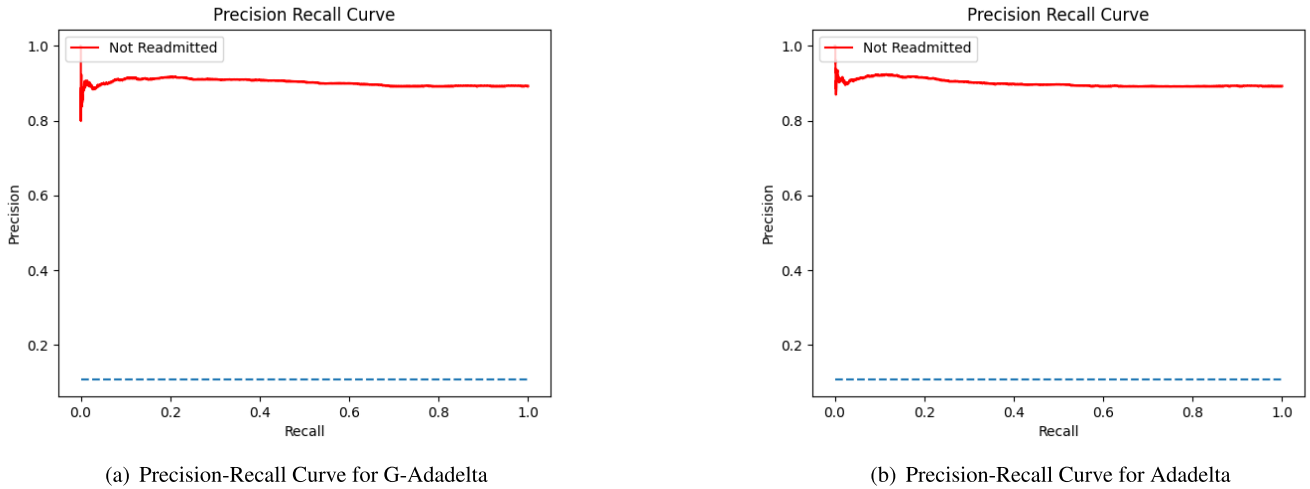 Precision Recall Curve
Not Readmitted
1.0
0.8
0.6
0.4
0.2
Precision
0.0 0.2 0.4 0.6 0.8 1.0
Recall
(a) Precision-Recall Curve for G-Adadelta
Precision Recall Curve
Not Readmitted
1.0
0.8
0.6
0.4
0.2
Precision
0.0 0.2 0.4 0.6 0.8 1.0
Recall
(b) Precision-Recall Curve for Adadelta